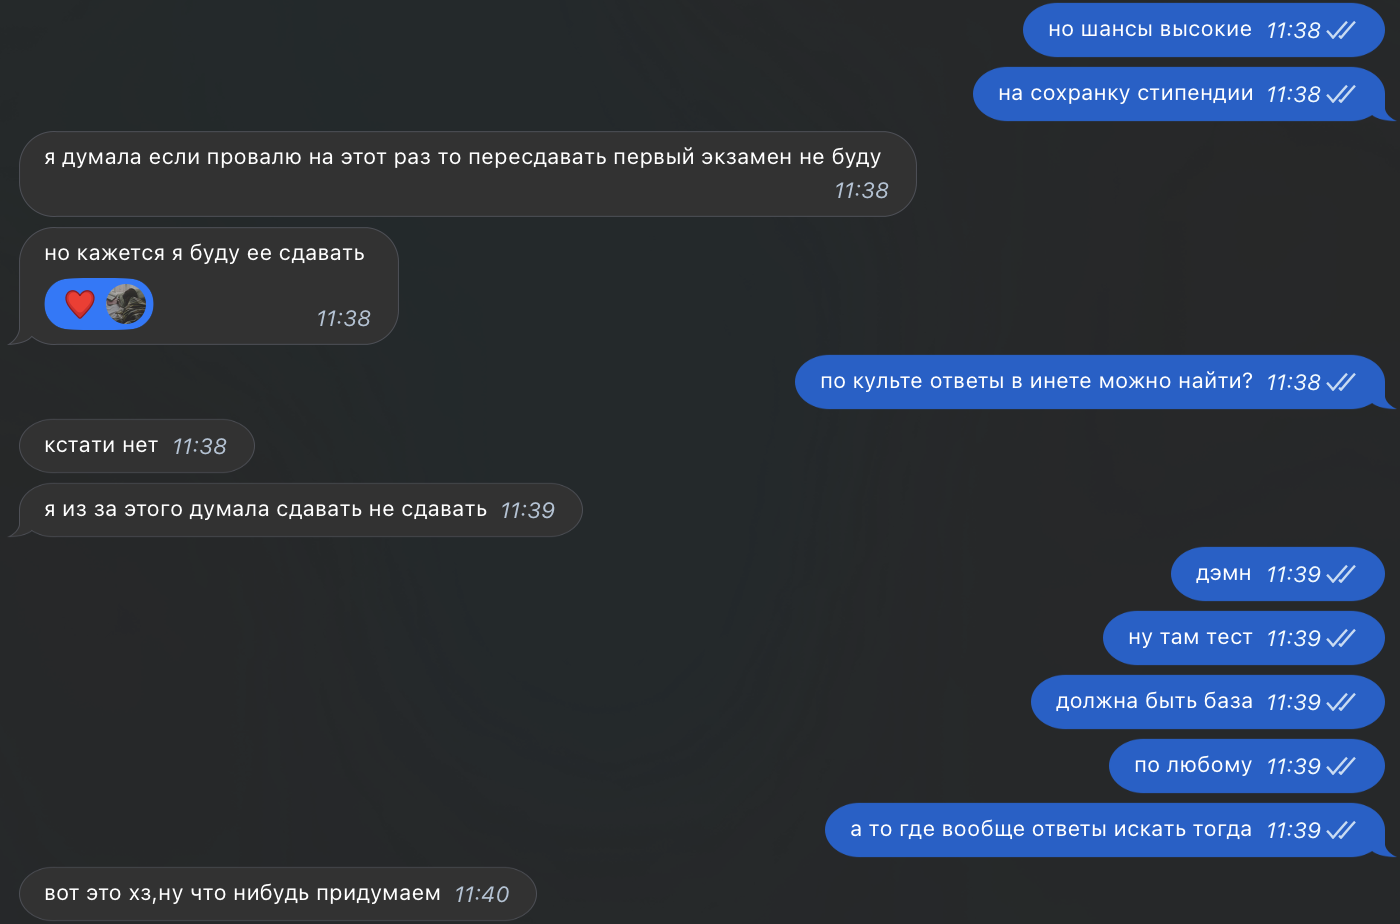 но шансы высокие 11:38
на сохранку стипендии 11:38
я думала если провалю на этот раз то пересдавать первый экзамен не буду
11:38
но кажется я буду ее сдавать
11:38
по культе ответы в инете можно найти? 11:38
кстати нет 11:38
я из за этого думала сдавать не сдавать 11:39
дэмн 11:39
ну там тест 11:39
должна быть база 11:39
по любому 11:39
а то где вообще ответы искать тогда 11:39
вот это хз,ну что нибудь придумаем 11:40